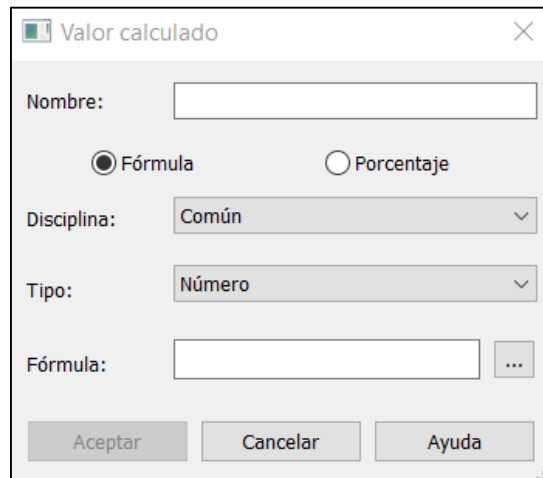 Valor calculado
Nombre:
Fórmula Porcentaje
Disciplina: Común
Tipo: Número
Fórmula: ...
Aceptar Cancelar Ayuda